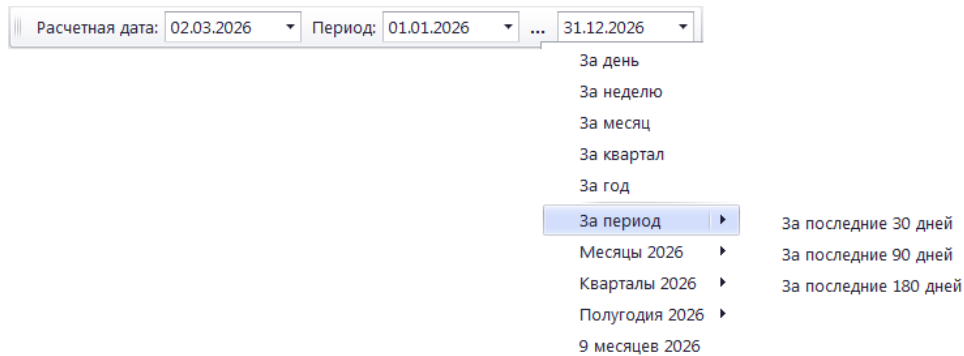 Расчетная дата: 02.03.2026 Период: 01.01.2026 ... 31.12.2026
За день
За неделю
За месяц
За квартал
За год
За период За последние 30 дней
Месяцы 2026 За последние 90 дней
Кварталы 2026 За последние 180 дней
Полугодия 2026
9 месяцев 2026